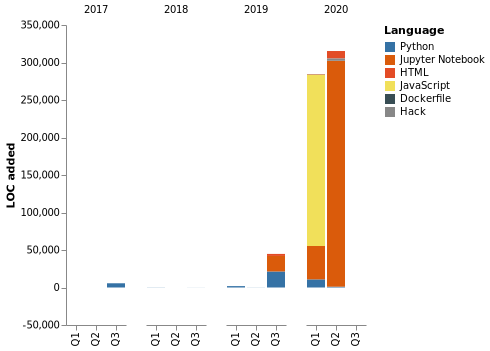 2017 2018 2019 2020
Language
Python
Jupyter Notebook
HTML
JavaScript
Dockerfile
Hack
LOC added
350,000
300,000
250,000
200,000
150,000
100,000
50,000
0
-50,000
Q1 Q2 Q3 Q1 Q2 Q3 Q1 Q2 Q3 Q1 Q2 Q3